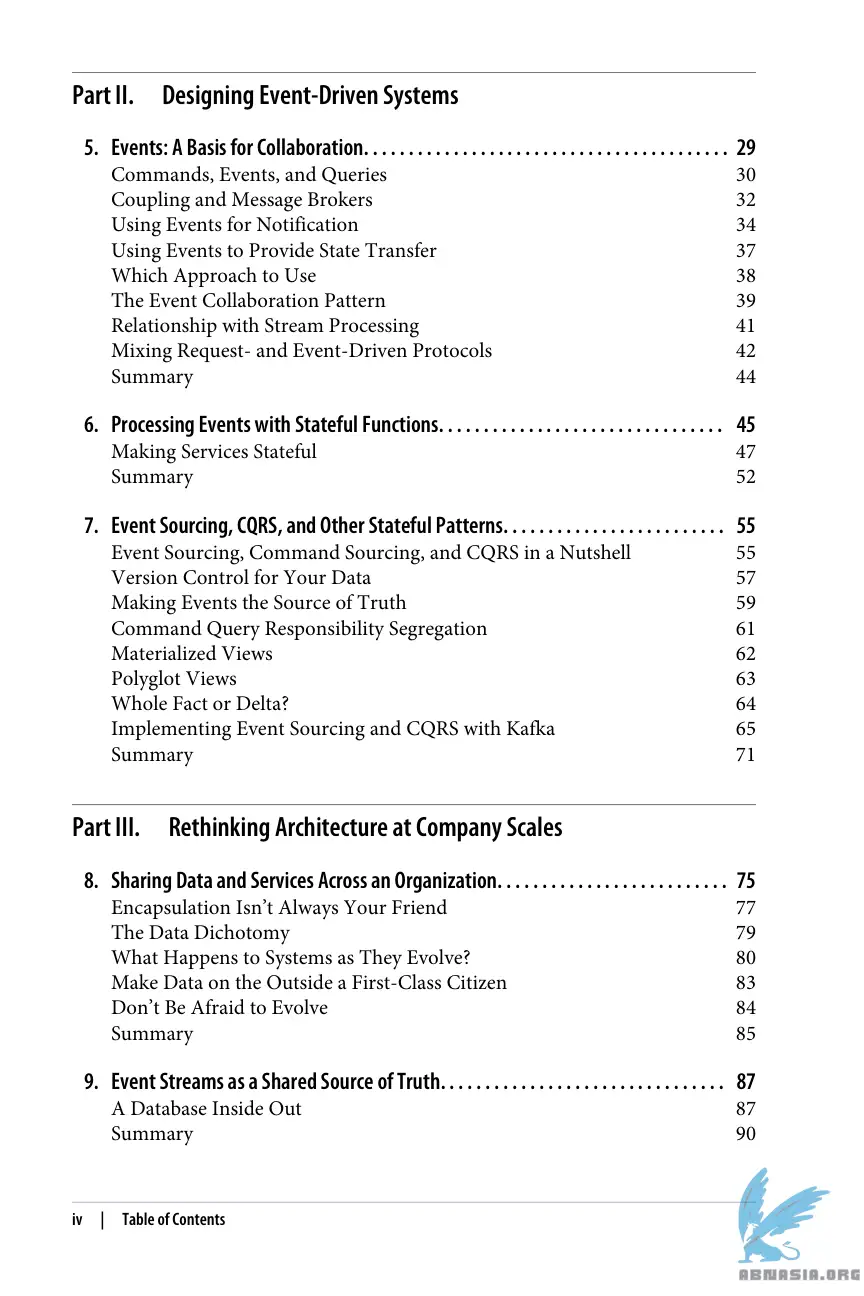 Part II. Designing Event-Driven Systems
5. Events: A Basis for Collaboration. . . . . . . . . . . . . . . . . . . . . . . . . . . . . . . . . . . . . . . . . 29
Commands, Events, and Queries 30
Coupling and Message Brokers 32
Using Events for Notification 34
Using Events to Provide State Transfer 37
Which Approach to Use 38
The Event Collaboration Pattern 39
Relationship with Stream Processing 41
Mixing Request- and Event-Driven Protocols 42
Summary 44
6. Processing Events with Stateful Functions. . . . . . . . . . . . . . . . . . . . . . . . . . . . . . . . 45
Making Services Stateful 47
Summary 52
7. Event Sourcing, CQRS, and Other Stateful Patterns. . . . . . . . . . . . . . . . . . . . . . . . . 55
Event Sourcing, Command Sourcing, and CQRS in a Nutshell 55
Version Control for Your Data 57
Making Events the Source of Truth 59
Command Query Responsibility Segregation 61
Materialized Views 62
Polyglot Views 63
Whole Fact or Delta? 64
Implementing Event Sourcing and CQRS with Kafka 65
Summary 71
Part III. Rethinking Architecture at Company Scales
8. Sharing Data and Services Across an Organization. . . . . . . . . . . . . . . . . . . . . . . . . . 75
Encapsulation Isn’t Always Your Friend 77
The Data Dichotomy 79
What Happens to Systems as They Evolve? 80
Make Data on the Outside a First-Class Citizen 83
Don’t Be Afraid to Evolve 84
Summary 85
9. Event Streams as a Shared Source of Truth. . . . . . . . . . . . . . . . . . . . . . . . . . . . . . . . 87
A Database Inside Out 87
Summary 90
iv | Table of Contents
ABNASIA.ORG